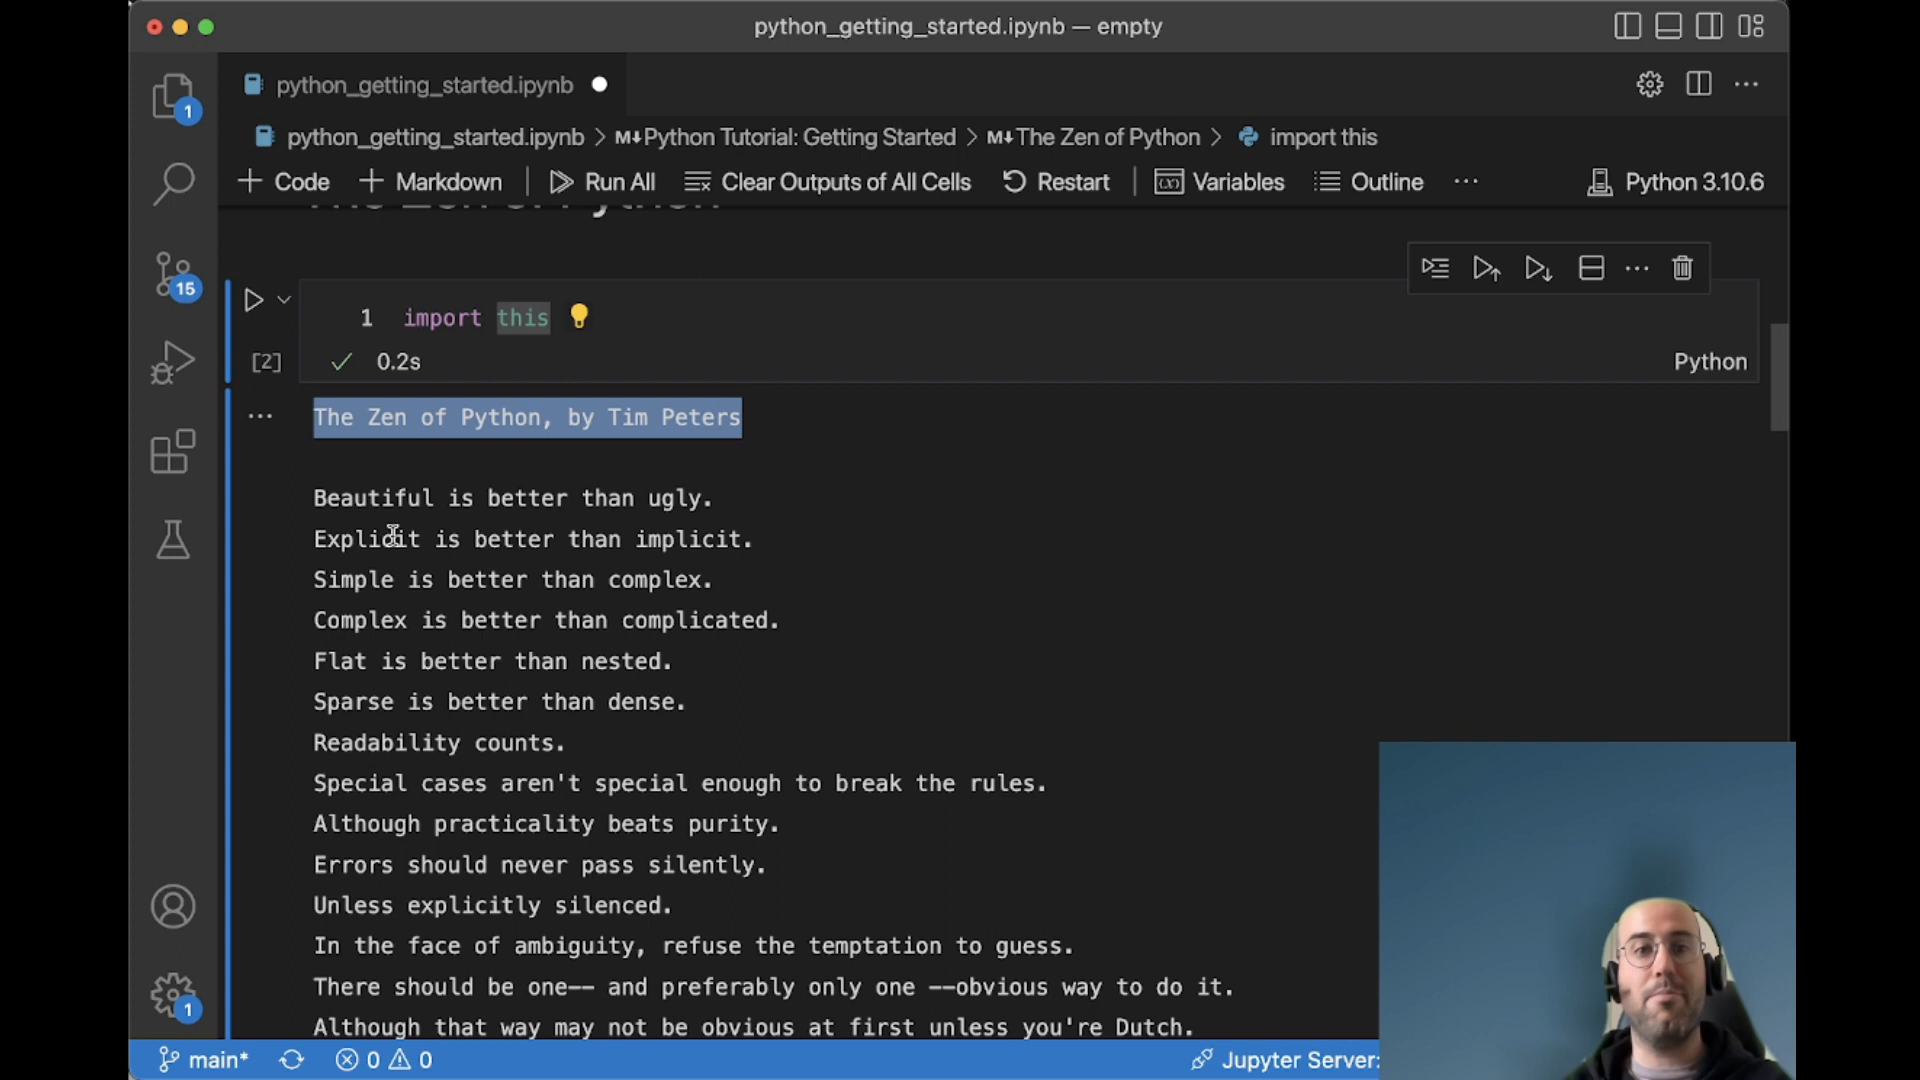 python_getting_started.ipynb — empty
python_getting_started.ipynb
1
python_getting_started.ipynb > M↓Python Tutorial: Getting Started > M↓The Zen of Python > import this
+ Code + Markdown Run All Clear Outputs of All Cells Restart Variables Outline ... Python 3.10.6
The Zen of Python
15
1 import this
[2] 0.2s Python
The Zen of Python, by Tim Peters
Beautiful is better than ugly.
Explicit is better than implicit.
Simple is better than complex.
Complex is better than complicated.
Flat is better than nested.
Sparse is better than dense.
Readability counts.
Special cases aren't special enough to break the rules.
Although practicality beats purity.
Errors should never pass silently.
Unless explicitly silenced.
In the face of ambiguity, refuse the temptation to guess.
There should be one-- and preferably only one --obvious way to do it.
1
Although that way may not be obvious at first unless you're Dutch.
main* 0 0 Jupyter Server: